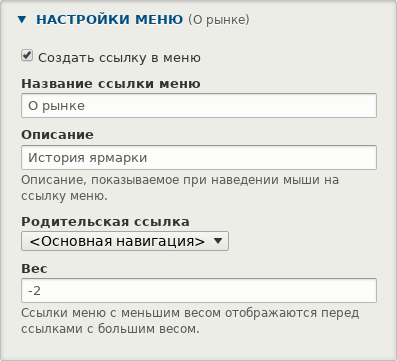 НАСТРОЙКИ МЕНЮ (О рынке)
Создать ссылку в меню
Название ссылки меню
О рынке
Описание
История ярмарки
Описание, показываемое при наведении мыши на
ссылку меню.
Родительская ссылка
<Основная навигация>
Вес
-2
Ссылки меню с меньшим весом отображаются перед
ссылками с большим весом.